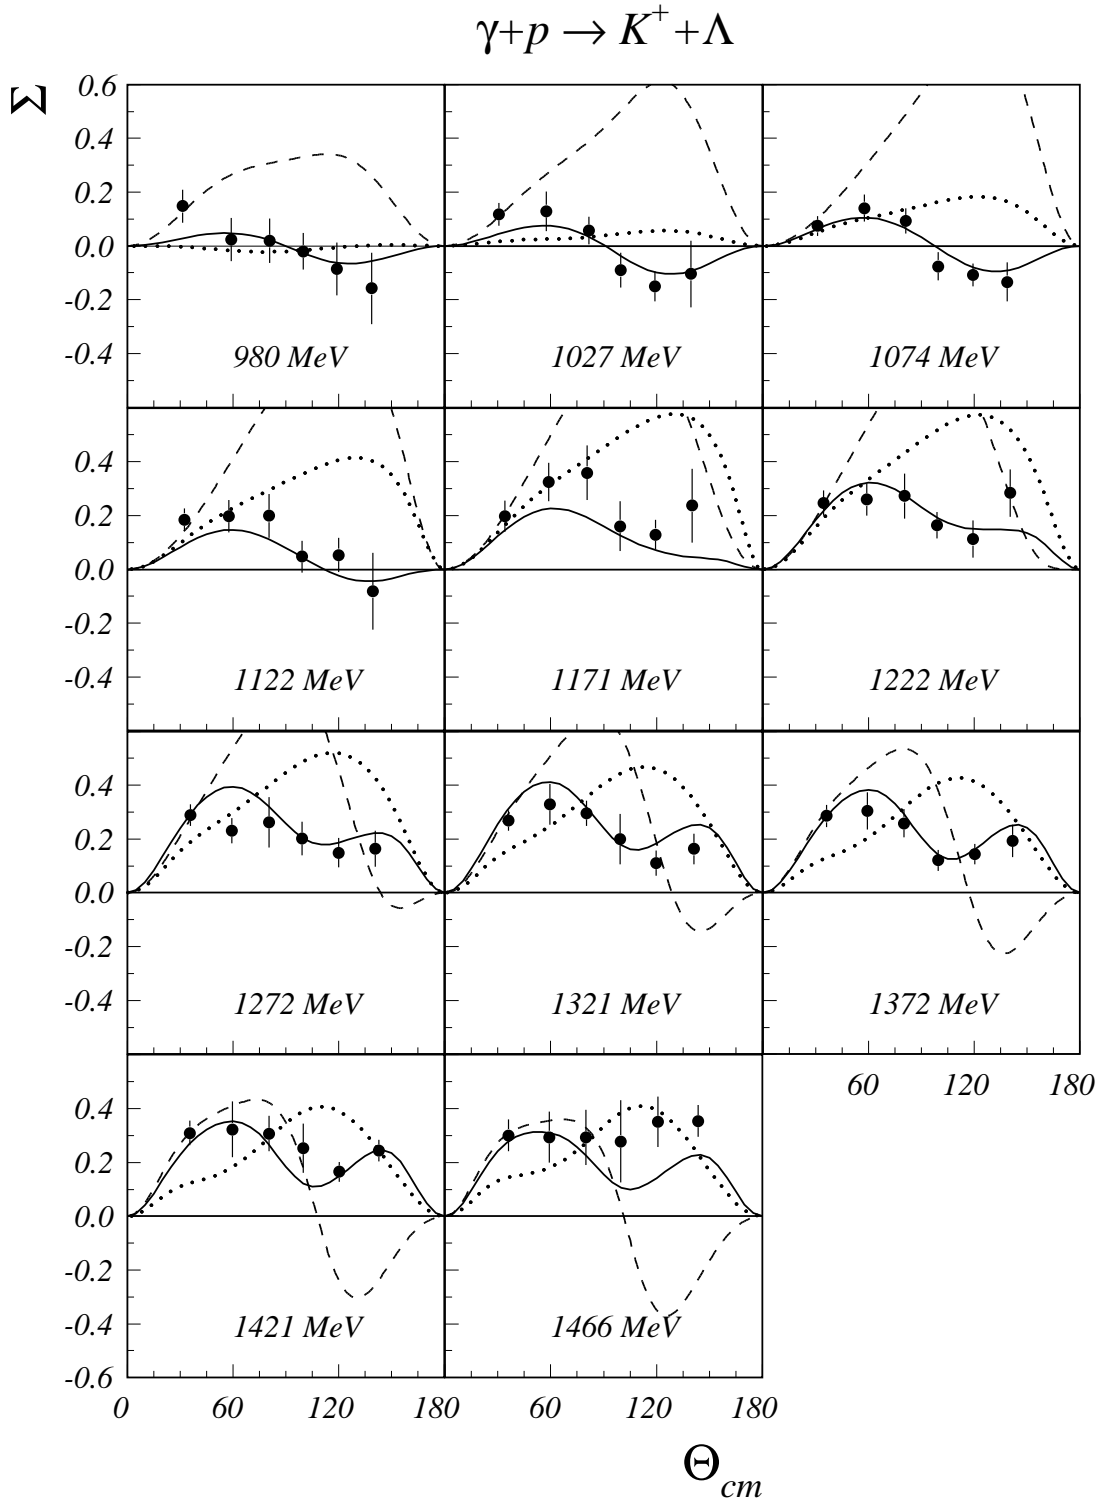 γ+p → K⁺+Λ
Σ
0.6
0.4
0.2
0.0
-0.2
-0.4
980 MeV
1027 MeV
1074 MeV
0.4
0.2
0.0
-0.2
-0.4
1122 MeV
1171 MeV
1222 MeV
0.4
0.2
0.0
-0.2
-0.4
1272 MeV
1321 MeV
1372 MeV
60 120 180
0.4
0.2
0.0
-0.2
-0.4
-0.6
1421 MeV
1466 MeV
0 60 120 180 60 120 180
Θcm